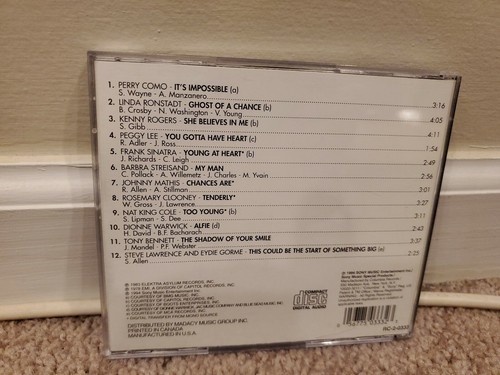 1. PERRY COMO - IT'S IMPOSSIBLE (a)
S. Wayne - A. Manzanero 3:16
2. LINDA RONSTADT - GHOST OF A CHANCE (b)
B. Crosby - N. Washington - V. Young 4:05
3. KENNY ROGERS - SHE BELIEVES IN ME (b)
S. Gibb 4:11
4. PEGGY LEE - YOU GOTTA HAVE HEART (c)
R. Adler - J. Ross 1:54
5. FRANK SINATRA - YOUNG AT HEART* (b)
J. Richards - C. Leigh 2:49
6. BARBRA STREISAND - MY MAN
C. Pollack - A. Willemetz - J. Charles - M. Yvain 2:56
7. JOHNNY MATHIS - CHANCES ARE*
R. Allen - A. Stillman 3:01
8. ROSEMARY CLOONEY - TENDERLY*
W. Gross - J. Lawrence 3:27
9. NAT KING COLE - TOO YOUNG* (b)
S. Lipman - S. Dee 3:11
10. DIONNE WARWICK - ALFIE (d)
H. David - B.F. Bacharach 2:43
11. TONY BENNETT - THE SHADOW OF YOUR SMILE
J. Mandel - P.F. Webster 3:37
12. STEVE LAWRENCE AND EYDIE GORME - THIS COULD BE THE START OF SOMETHING BIG (e)
S. Allen 2:25
DISTRIBUTED BY MADACY MUSIC GROUP INC.
PRINTED IN CANADA
MANUFACTURED IN U.S.A.
COMPACT
disc
DIGITAL AUDIO